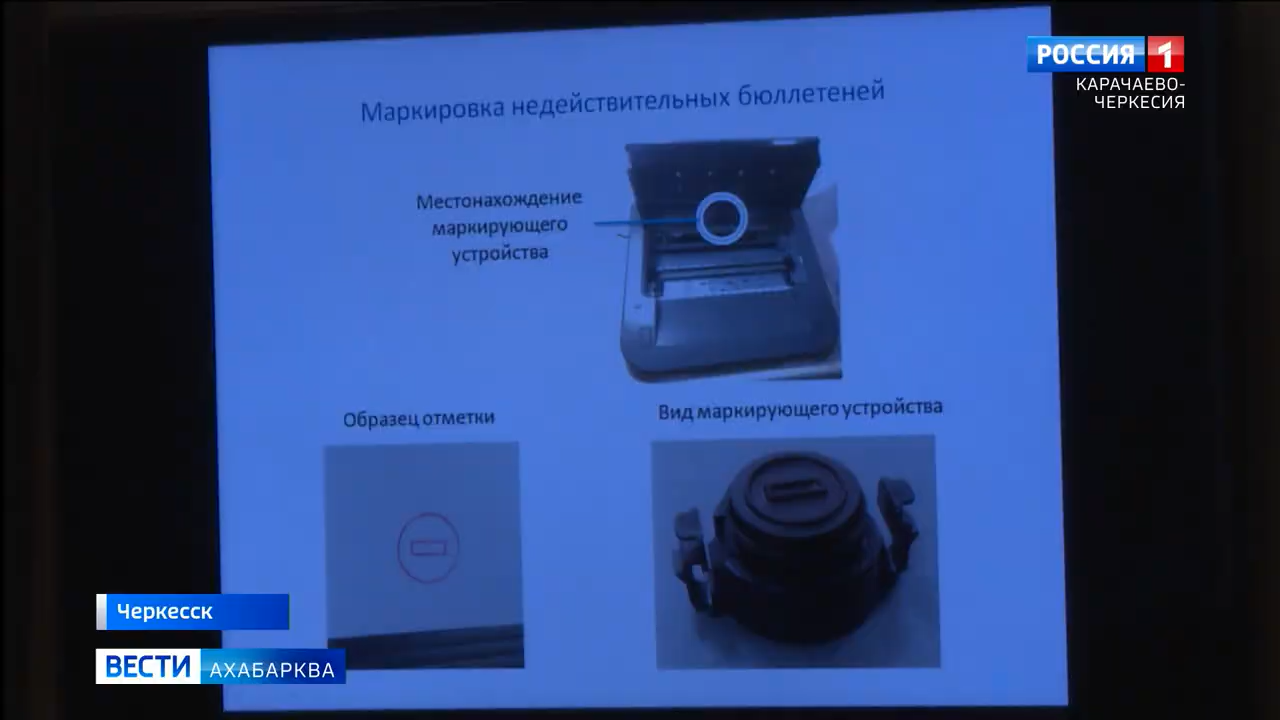 РОССИЯ 1
КАРАЧАЕВО-
ЧЕРКЕСИЯ
Маркировка недействительных бюллетеней
Местонахождение
маркирующего
устройства
Образец отметки
Вид маркирующего устройства
Черкесск
ВЕСТИ АХАБАРКВА